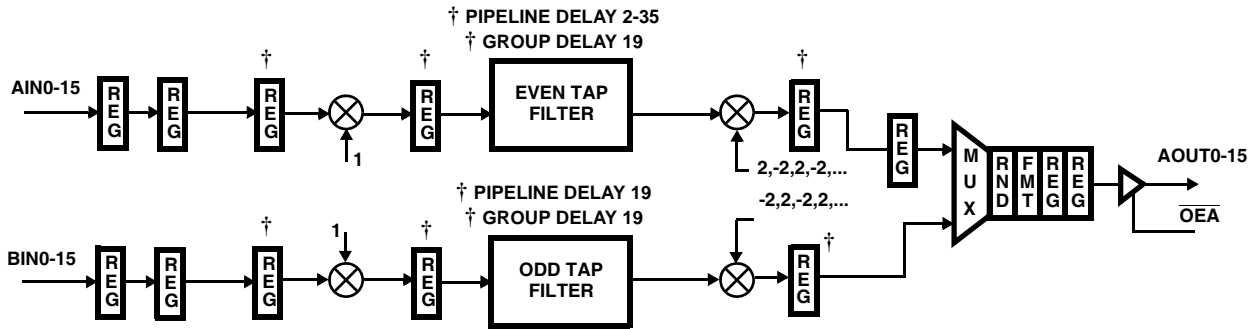 † PIPELINE DELAY 2-35
† GROUP DELAY 19
† † †
AIN0-15
REG
REG
REG
1
REG
EVEN TAP
FILTER
2,-2,2,-2,...
REG
REG
MUX
RND
FMT
REG
REG
AOUT0-15
OEA
† PIPELINE DELAY 19
† GROUP DELAY 19
-2,2,-2,2,...
† † †
BIN0-15
REG
REG
REG
1
REG
ODD TAP
FILTER
REG